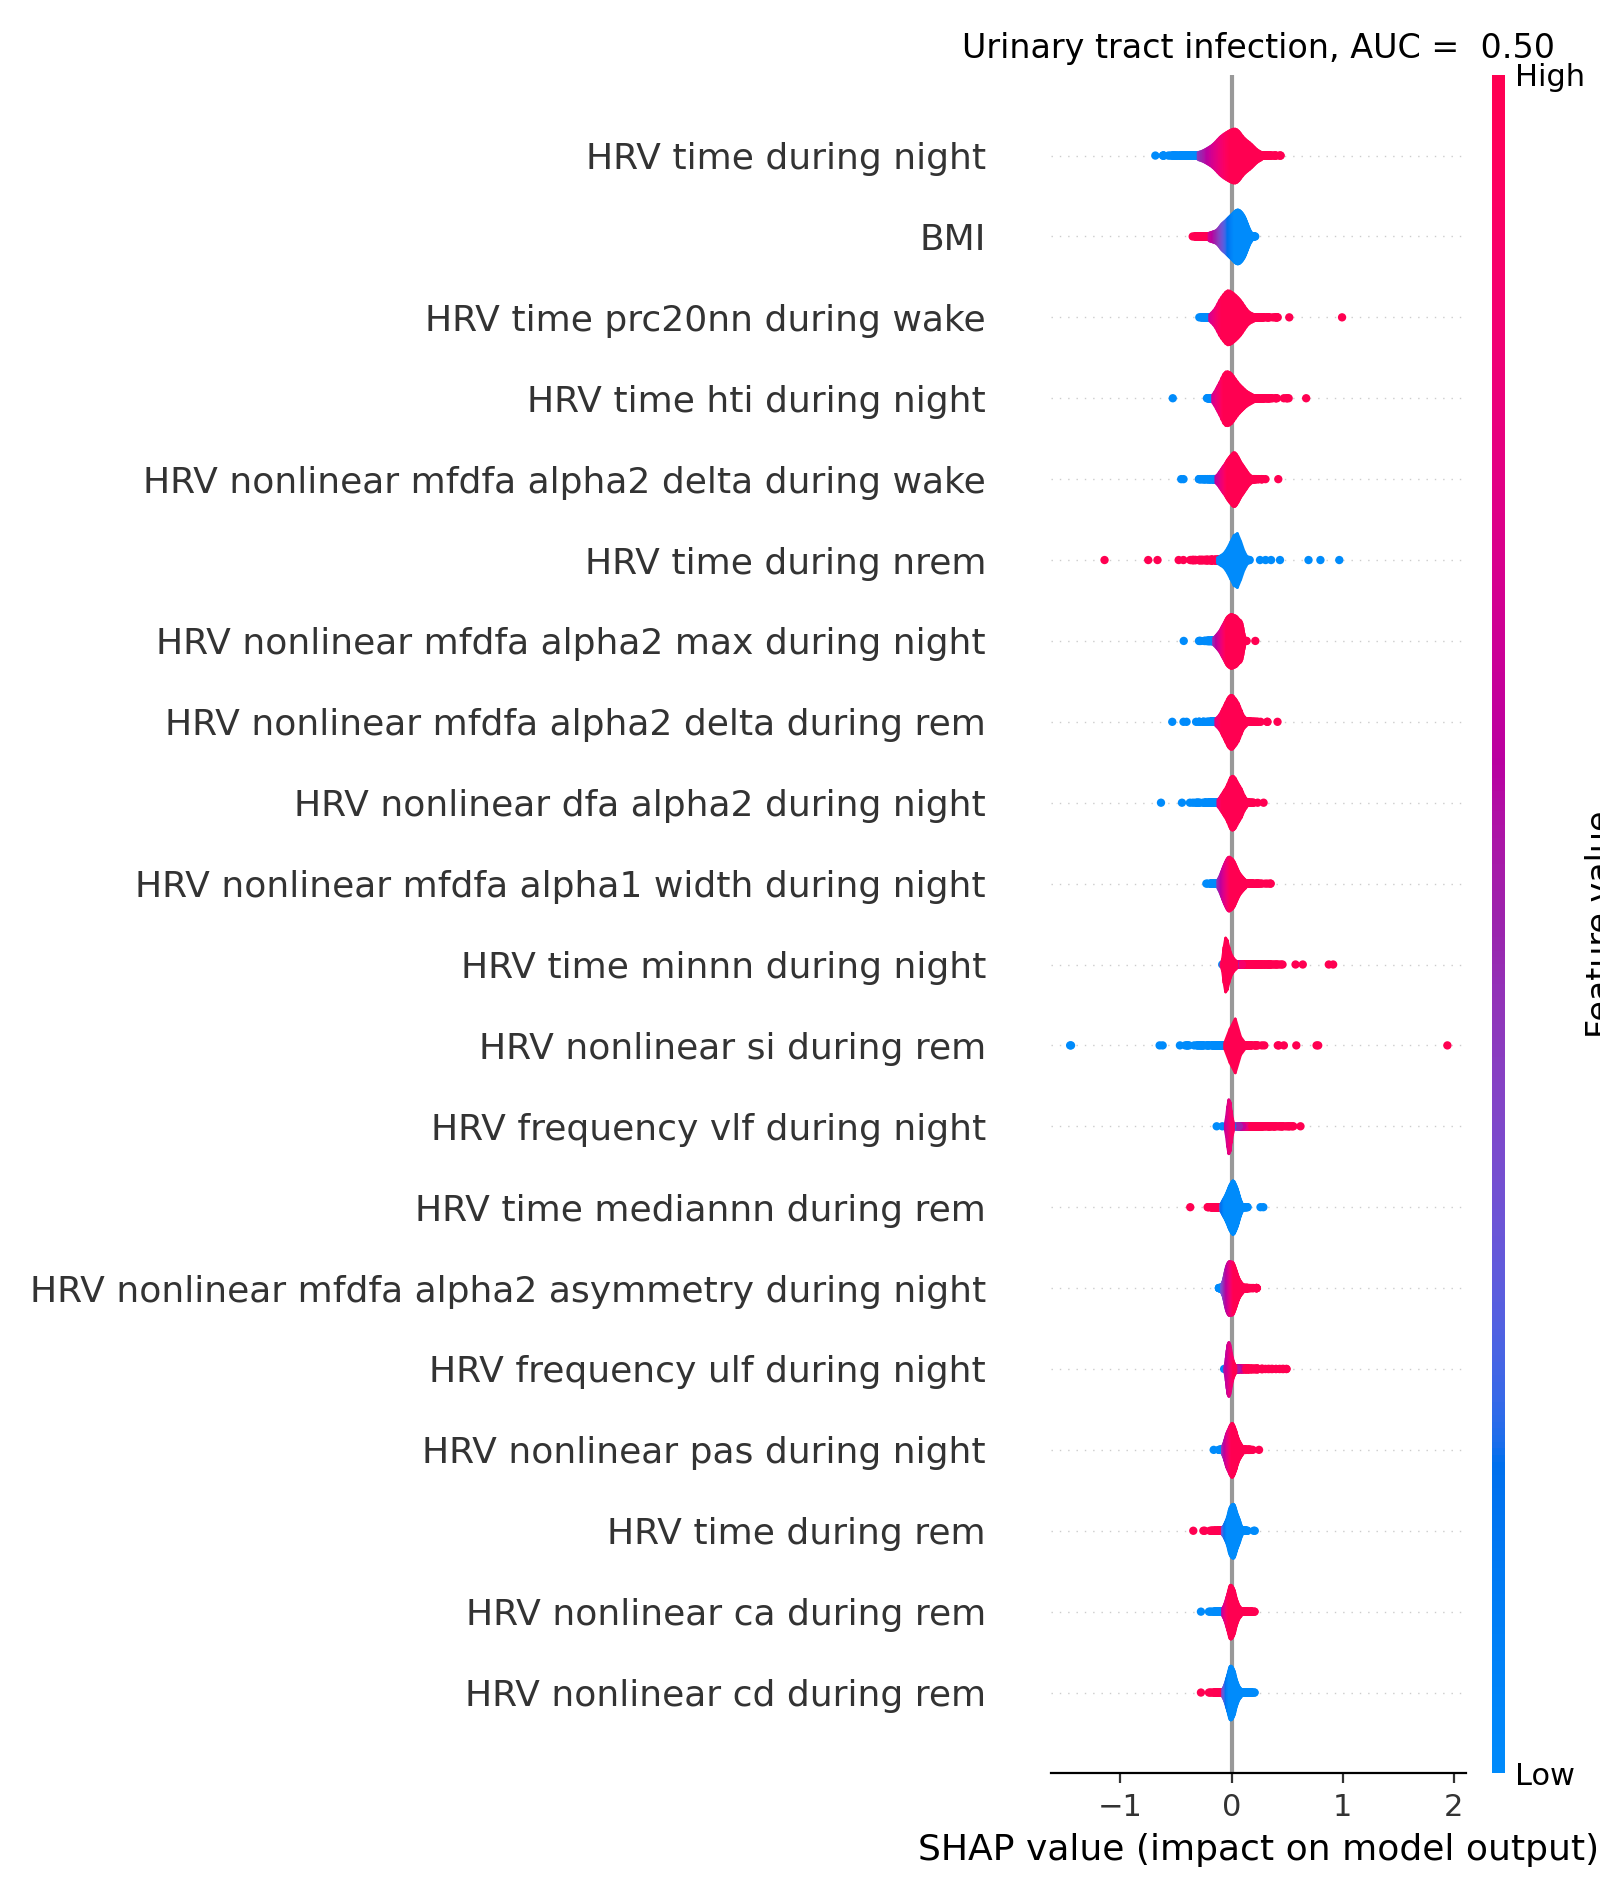 Urinary tract infection, AUC =  0.50
High
HRV time during night
BMI
HRV time prc20nn during wake
HRV time hti during night
HRV nonlinear mfdfa alpha2 delta during wake
HRV time during nrem
HRV nonlinear mfdfa alpha2 max during night
HRV nonlinear mfdfa alpha2 delta during rem
HRV nonlinear dfa alpha2 during night
HRV nonlinear mfdfa alpha1 width during night
HRV time minnn during night
HRV nonlinear si during rem
HRV frequency vlf during night
HRV time mediannn during rem
HRV nonlinear mfdfa alpha2 asymmetry during night
HRV frequency ulf during night
HRV nonlinear pas during night
HRV time during rem
HRV nonlinear ca during rem
HRV nonlinear cd during rem
Feature value
Low
−1 0 1 2
SHAP value (impact on model output)